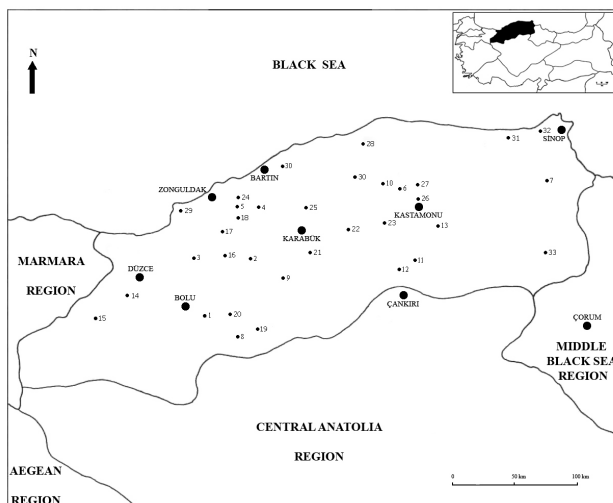 N
BLACK SEA
32
SİNOP
31
28
30
BARTIN
ZONGULDAK
30
10
6
27
7
24
26
5
4
25
KASTAMONU
29
18
17
KARABÜK
22
23
13
MARMARA
REGION
3
16
2
21
11
12
33
DÜZCE
9
14
BOLU
ÇANKIRI
15
1
20
19
8
ÇORUM
MIDDLE
BLACK SEA
REGION
CENTRAL ANATOLIA
REGION
AEGEAN
REGION
0 50 km 100 km